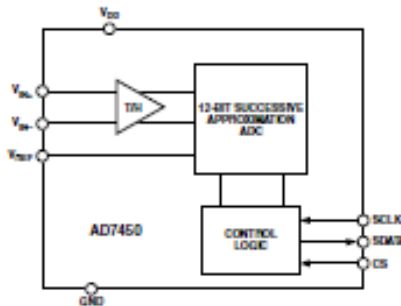 VDD
VIN+
T/H
12-BIT SUCCESSIVE
APPROXIMATION
ADC
VIN–
VREF
AD7450
CONTROL
LOGIC
SCLK
SDATA
CS
GND